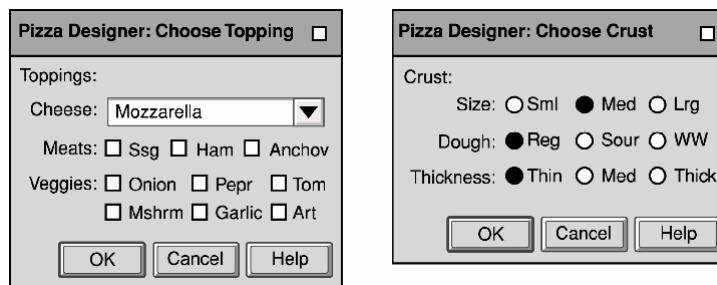 Pizza Designer: Choose Topping
Toppings:
Cheese: Mozzarella
Meats: Ssg Ham Anchov
Veggies: Onion Pepr Tom
Mshrm Garlic Art
OK Cancel Help
Pizza Designer: Choose Crust
Crust:
Size: Sml Med Lrg
Dough: Reg Sour WW
Thickness: Thin Med Thick
OK Cancel Help